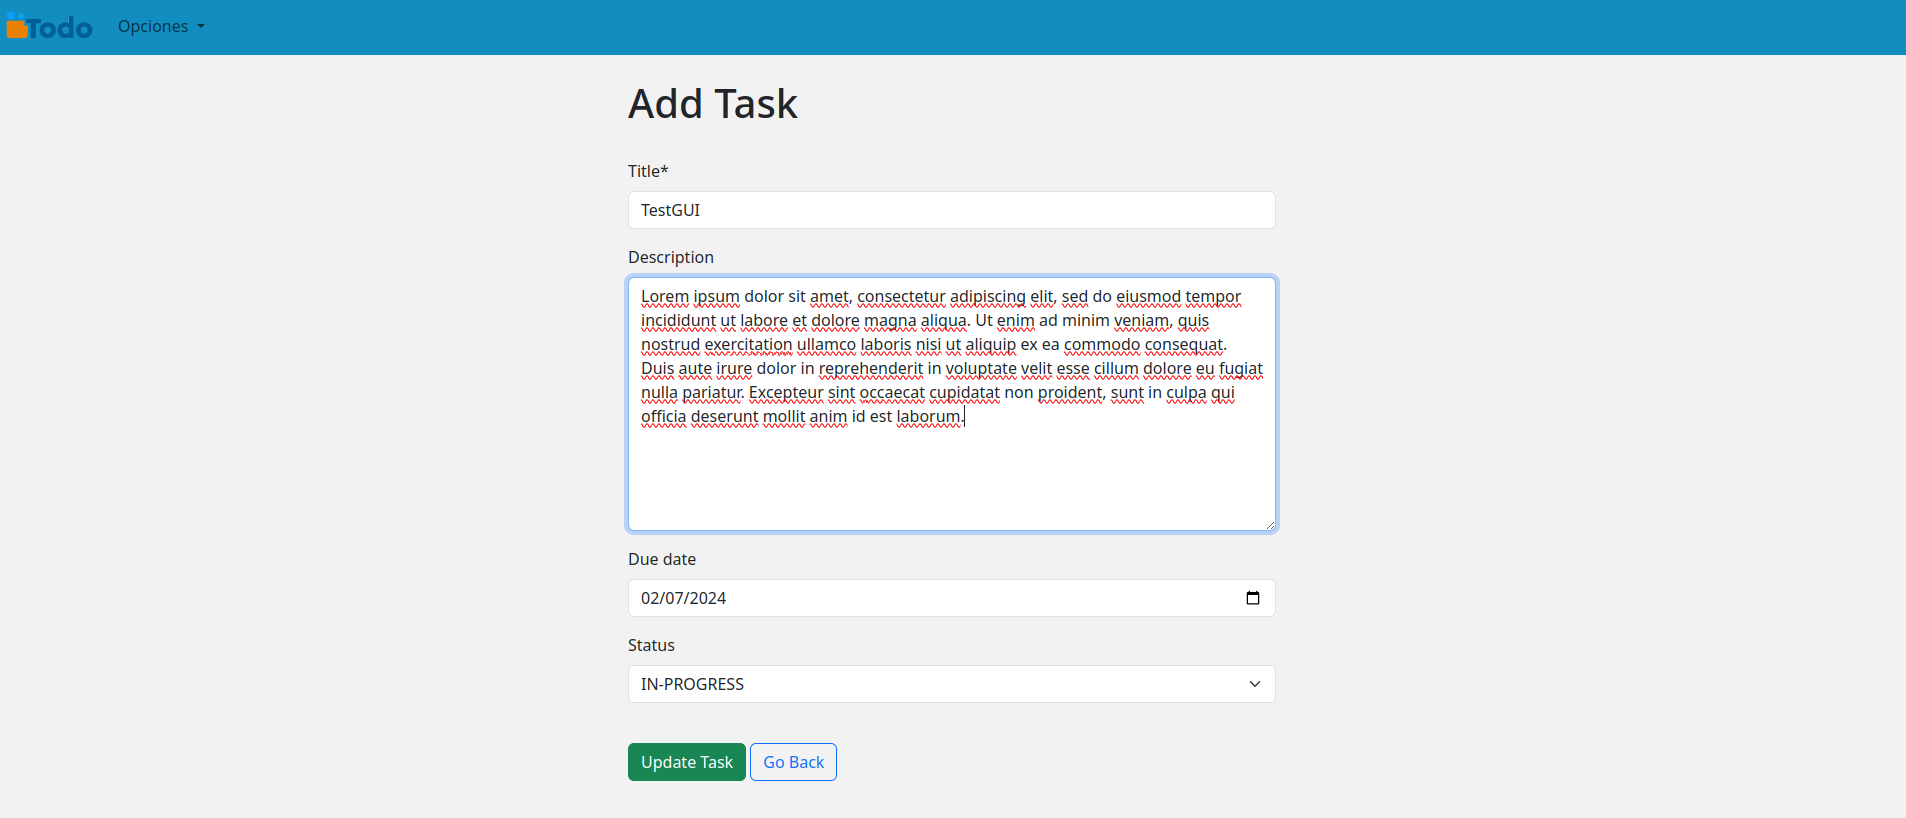 Todo
Opciones
Add Task
Title*
TestGUI
Description
Lorem ipsum dolor sit amet, consectetur adipiscing elit, sed do eiusmod tempor
incididunt ut labore et dolore magna aliqua. Ut enim ad minim veniam, quis
nostrud exercitation ullamco laboris nisi ut aliquip ex ea commodo consequat.
Duis aute irure dolor in reprehenderit in voluptate velit esse cillum dolore eu fugiat
nulla pariatur. Excepteur sint occaecat cupidatat non proident, sunt in culpa qui
officia deserunt mollit anim id est laborum.
Due date
02/07/2024
Status
IN-PROGRESS
Update Task
Go Back